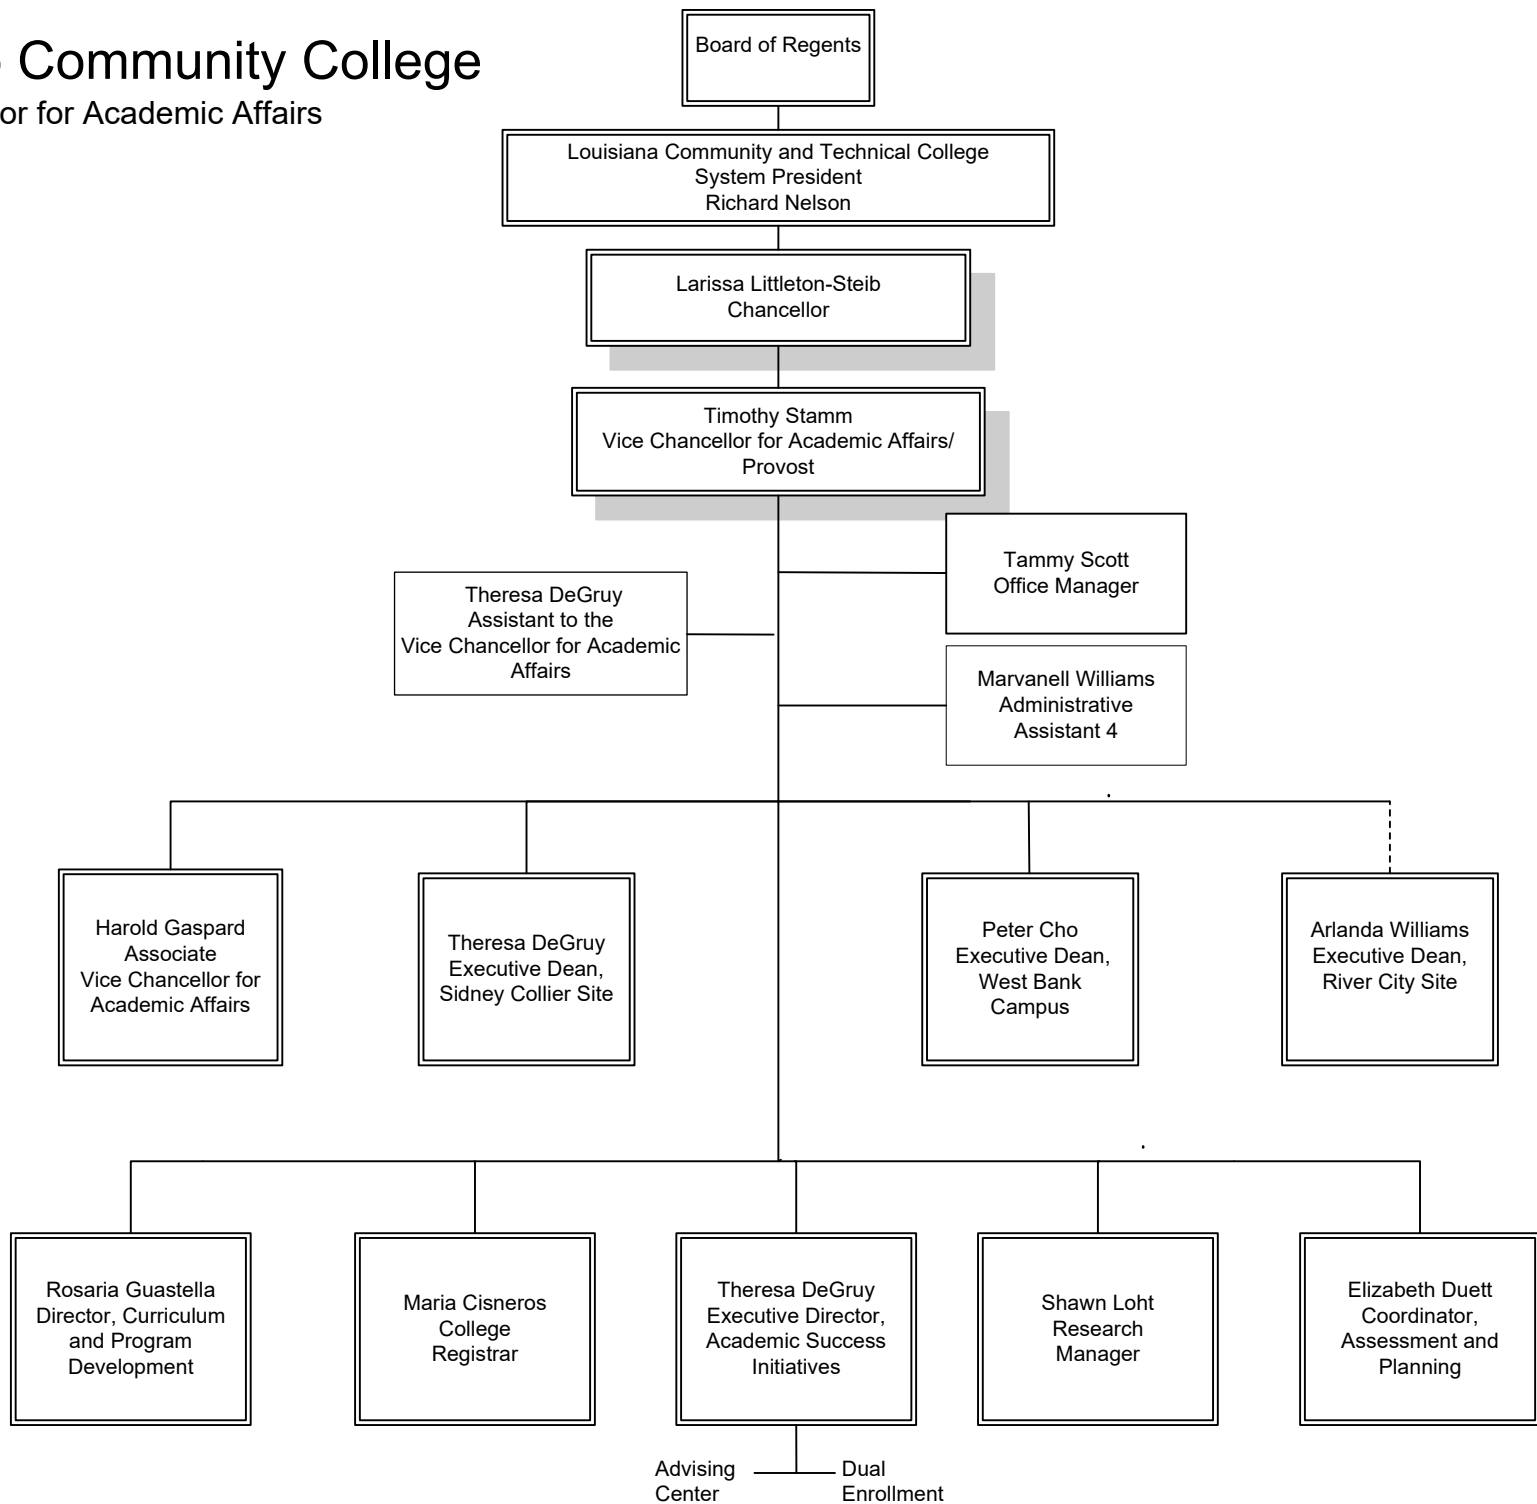 Community College
or for Academic Affairs
Board of Regents
Louisiana Community and Technical College
System President
Richard Nelson
Larissa Littleton-Steib
Chancellor
Timothy Stamm
Vice Chancellor for Academic Affairs/
Provost
Tammy Scott
Office Manager
Theresa DeGruy
Assistant to the
Vice Chancellor for Academic
Affairs
Marvanell Williams
Administrative
Assistant 4
Harold Gaspard
Associate
Vice Chancellor for
Academic Affairs
Theresa DeGruy
Executive Dean,
Sidney Collier Site
Peter Cho
Executive Dean,
West Bank
Campus
Arlanda Williams
Executive Dean,
River City Site
Rosaria Guastella
Director, Curriculum
and Program
Development
Maria Cisneros
College
Registrar
Theresa DeGruy
Executive Director,
Academic Success
Initiatives
Shawn Loht
Research
Manager
Elizabeth Duett
Coordinator,
Assessment and
Planning
Advising
Center
Dual
Enrollment